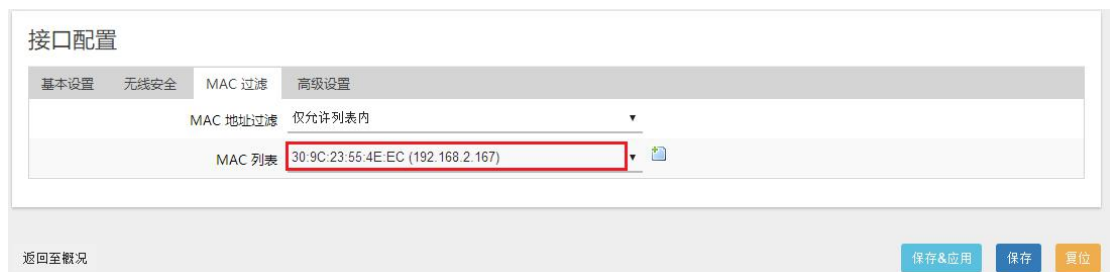 接口配置
基本设置 无线安全 MAC 过滤 高级设置
MAC 地址过滤 仅允许列表内
MAC 列表 30:9C:23:55:4E:EC (192.168.2.167)
返回至概况 保存&应用 保存 复位